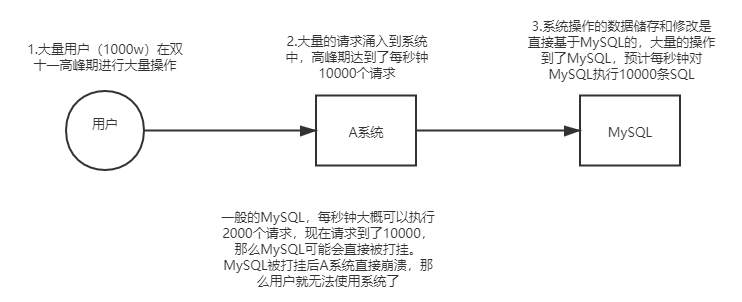 1.大量用户（1000w）在双
十一高峰期进行大量操作
2.大量的请求涌入到系统
中，高峰期达到了每秒钟
10000个请求
3.系统操作的数据储存和修改是
直接基于MySQL的，大量的操作
到了MySQL，预计每秒钟对
MySQL执行10000条SQL
用户
A系统
MySQL
一般的MySQL，每秒钟大概可以执行
2000个请求，现在请求到了10000，
那么MySQL可能会直接被打挂。
MySQL被打挂后A系统直接崩溃，那
么用户就无法使用系统了